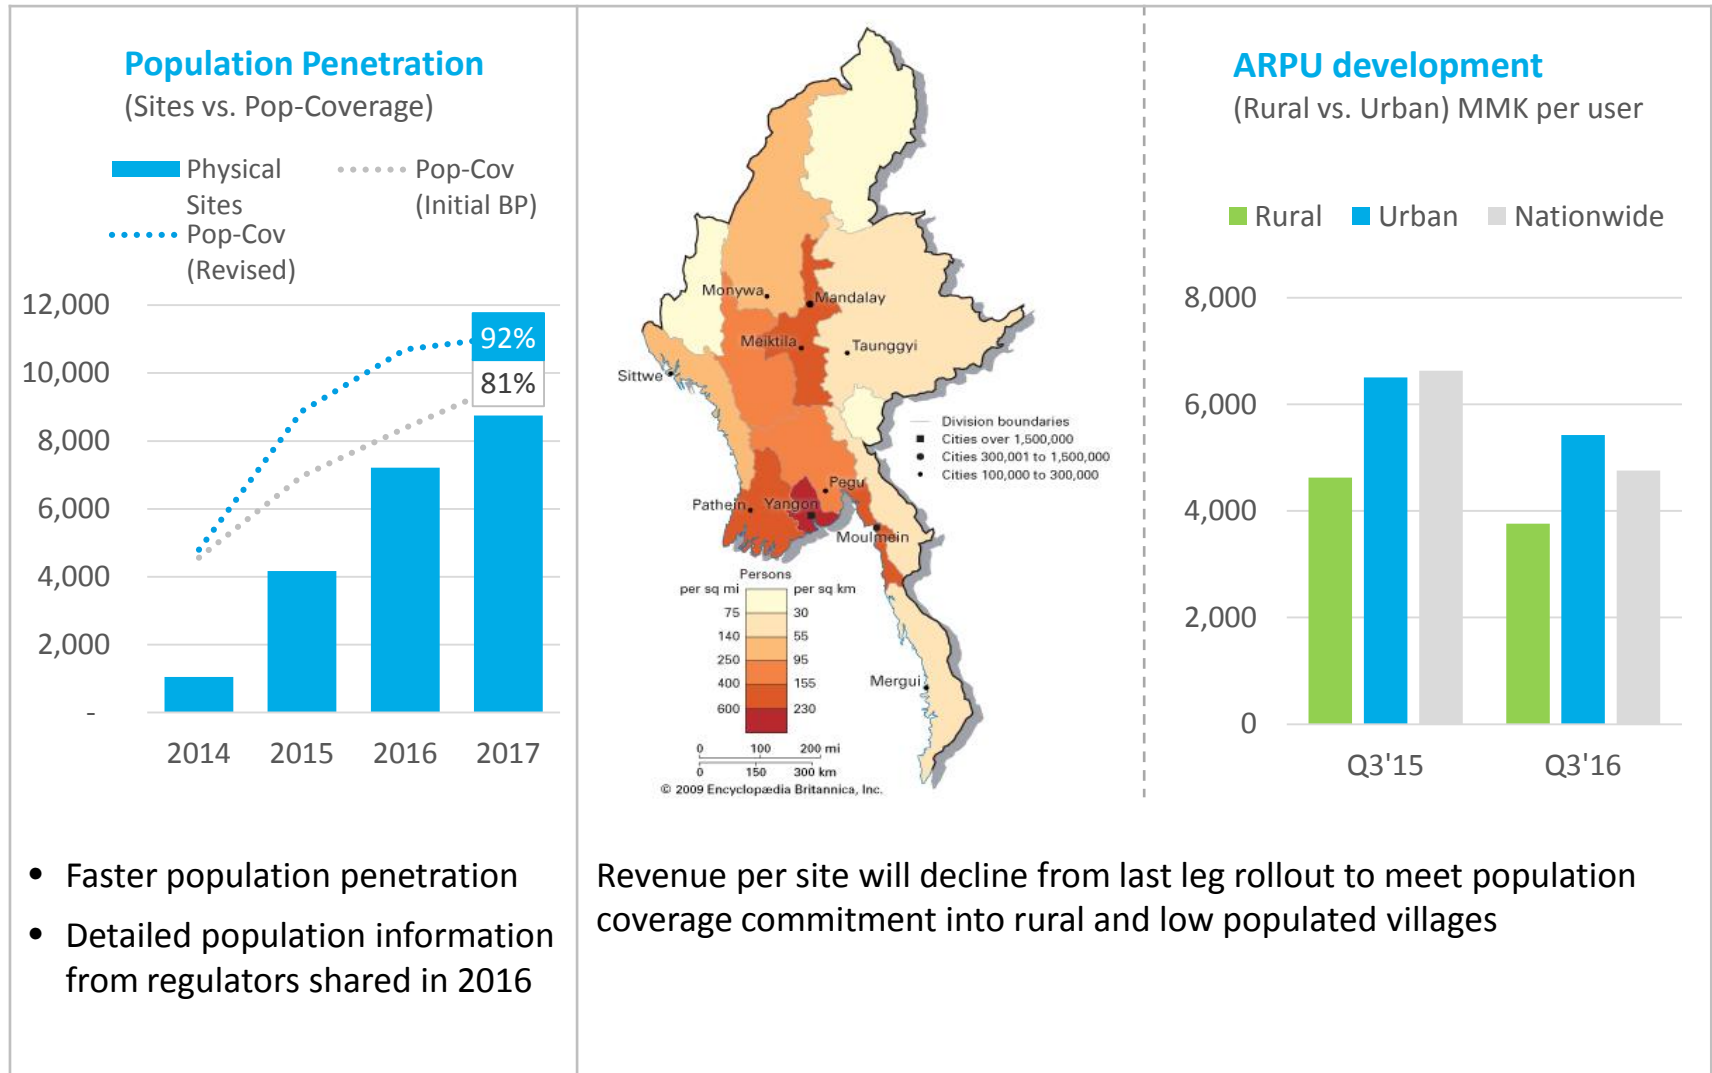 Population Penetration
(Sites vs. Pop-Coverage)
Physical
Sites
Pop-Cov
(Initial BP)
Pop-Cov
(Revised)
12,000
10,000
8,000
6,000
4,000
2,000
-
92%
81%
2014
2015
2016
2017
Monywa
Mandalay
Meiktila
Taunggyi
Sittwe
Pegu
Pathein
Yangon
Moulmein
Mergui
Division boundaries
Cities over 1,500,000
Cities 300,001 to 1,500,000
Cities 100,000 to 300,000
Persons
per sq mi
per sq km
75
30
140
55
250
95
400
155
600
230
0
100
200 mi
0
150
300 km
© 2009 Encyclopædia Britannica, Inc.
ARPU development
(Rural vs. Urban) MMK per user
Rural
Urban
Nationwide
8,000
6,000
4,000
2,000
0
Q3'15
Q3'16
• Faster population penetration
• Detailed population information
from regulators shared in 2016
Revenue per site will decline from last leg rollout to meet population
coverage commitment into rural and low populated villages